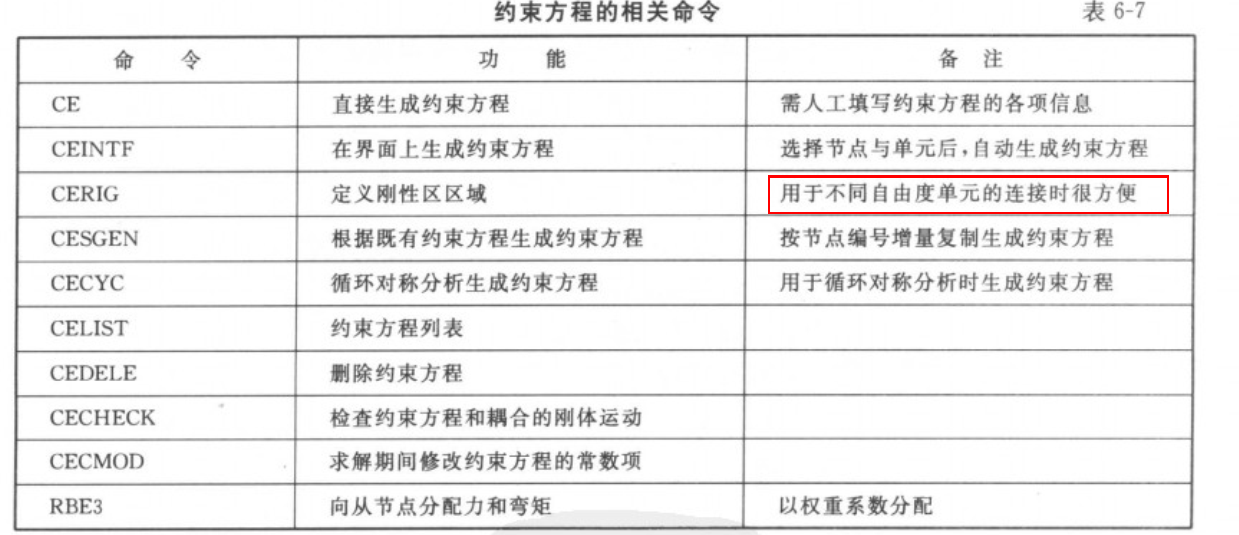 约束方程的相关命令 表 6-7
命 令 功 能 备 注
CE 直接生成约束方程 需人工填写约束方程的各项信息
CEINTF 在界面上生成约束方程 选择节点与单元后,自动生成约束方程
CERIG 定义刚性区区域 用于不同自由度单元的连接时很方便
CESGEN 根据既有约束方程生成约束方程 按节点编号增量复制生成约束方程
CECYC 循环对称分析生成约束方程 用于循环对称分析时生成约束方程
CELIST 约束方程列表
CEDELE 删除约束方程
CECHECK 检查约束方程和耦合的刚体运动
CECMOD 求解期间修改约束方程的常数项
RBE3 向从节点分配力和弯矩 以权重系数分配